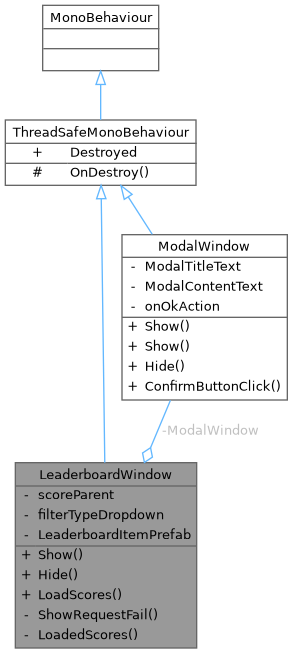 MonoBehaviour
ThreadSafeMonoBehaviour
+ Destroyed
# OnDestroy()
ModalWindow
- ModalTitleText
- ModalContentText
- onOkAction
+ Show()
+ Show()
+ Hide()
+ ConfirmButtonClick()
-ModalWindow
LeaderboardWindow
- scoreParent
- filterTypeDropdown
- LeaderboardItemPrefab
+ Show()
+ Hide()
+ LoadScores()
- ShowRequestFail()
- LoadedScores()